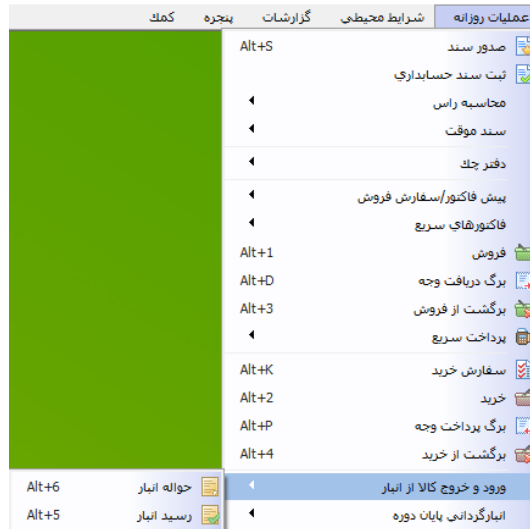 عملیات روزانه شرایط محیطی گزارشات پنجره کمك
صدور سند Alt+S
ثبت سند حسابداري
محاسبه راس
سند موقت
دفتر چك
پیش فاکتور/سفارش فروش
فاکتورهاي سریع
فروش Alt+1
برگ دریافت وجه Alt+D
برگشت از فروش Alt+3
پرداخت سریع
سفارش خرید Alt+K
خرید Alt+2
برگ پرداخت وجه Alt+P
برگشت از خرید Alt+4
ورود و خروج کالا از انبار
حواله انبار Alt+6
انبارگردانی پایان دوره
رسید انبار Alt+5